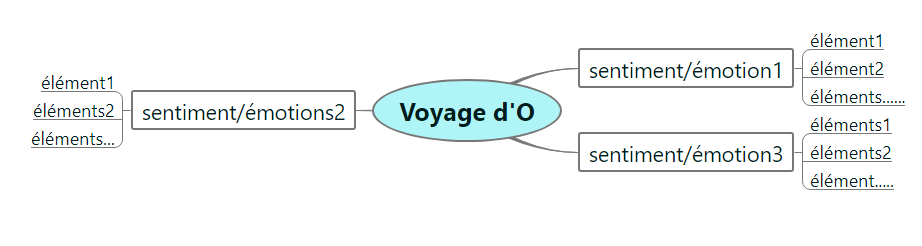 Voyage d'O
sentiment/émotion1
élément1
élément2
éléments......
sentiment/émotions2
élément1
éléments2
éléments...
sentiment/émotion3
éléments1
éléments2
élément.....